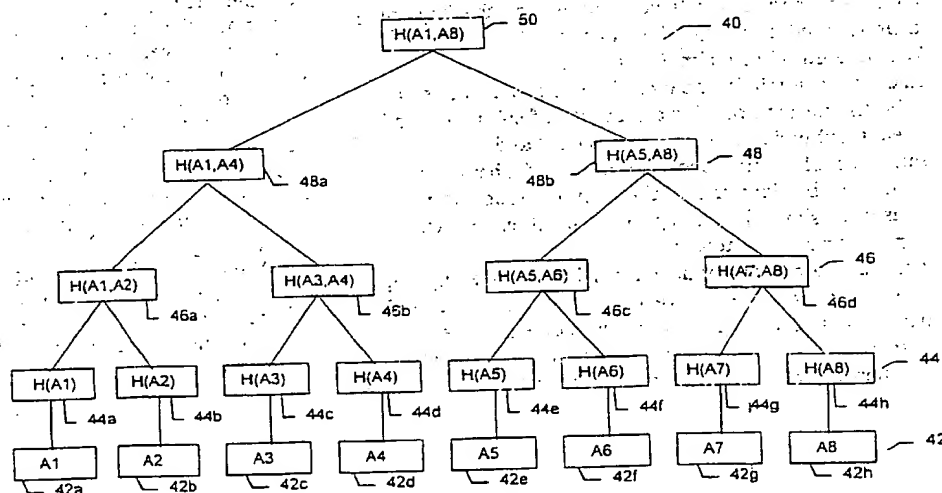 50
H(A1,A8)
40
H(A1,A4)
48a
H(A5,A8)
48b
48
H(A1,A2)
46a
H(A3,A4)
46b
H(A5,A6)
46c
H(A7,A8)
46
46d
H(A1) H(A2) H(A3) H(A4) H(A5) H(A6) H(A7) H(A8) 44
44a 44b 44c 44d 44e 44f 44g 44h
A1 A2 A3 A4 A5 A6 A7 A8 42
42a 42b 42c 42d 42e 42f 42g 42h